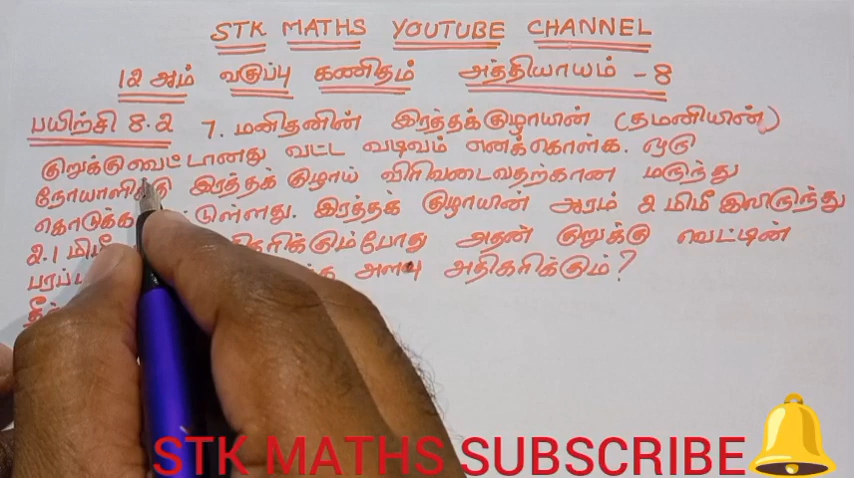 STK MATHS YOUTUBE CHANNEL
12 ஆம் வகுப்பு கணிதம் அத்தியாயம் - 8
பயிற்சி 8.2 7. மனிதனின் இரத்தக்குழாயின் (தமனியின்)
குறுக்குவெட்டானது வட்ட வடிவம் எனக்கொள்க. ஒரு
நோயாளிக்கு இரத்தக் குழாய் விரிவடைவதற்கான மருந்து
கொடுக்க இரத்தக் குழாயின் ஆரம் 2 மிமீ இலிருந்து
2.1 மிமீ அதன் குறுக்கு வெட்டின்
அளவு அதிகரிக்கும்?
STK MATHS SUBSCRIBE